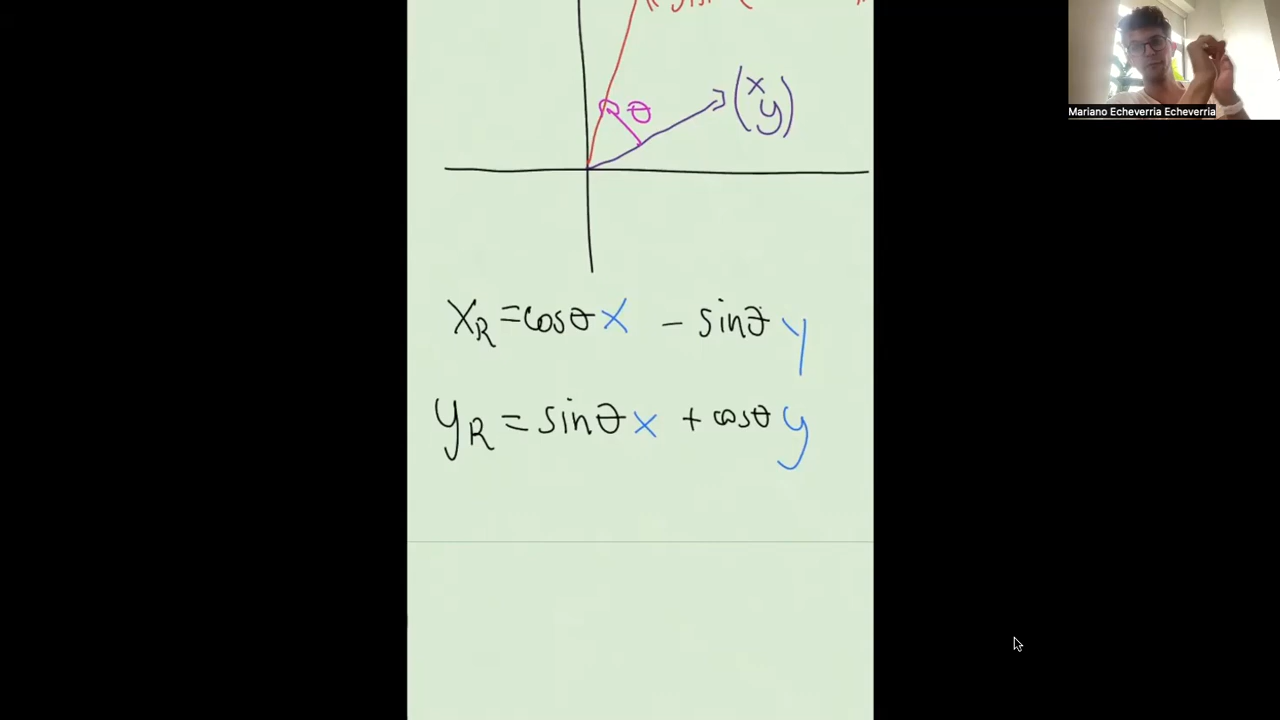 θ
(x
y)
Mariano Echeverria Echeverria
x_R = cosθ x - sinθ y
y_R = sinθ x + cosθ y